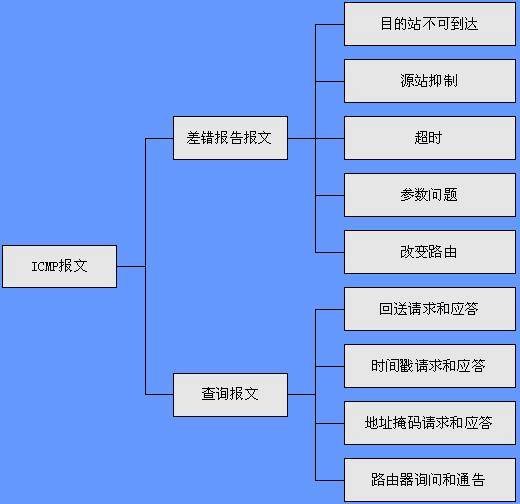 ICMP报文
差错报告报文
目的站不可到达
源站抑制
超时
参数问题
改变路由
查询报文
回送请求和应答
时间戳请求和应答
地址掩码请求和应答
路由器询问和通告